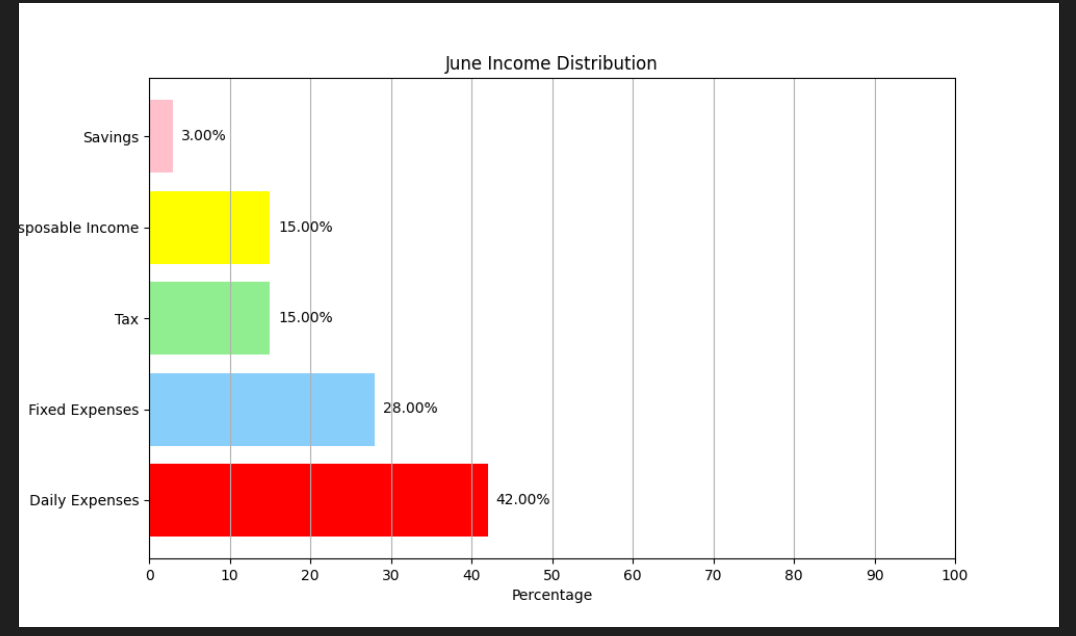 June Income Distribution
Savings
3.00%
sposable Income
15.00%
Tax
15.00%
Fixed Expenses
28.00%
Daily Expenses
42.00%
0 10 20 30 40 50 60 70 80 90 100
Percentage